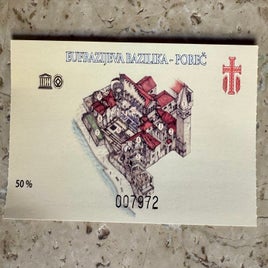 EUFRAZIJEVA BAZILIKA - POREČ
50 %
007972